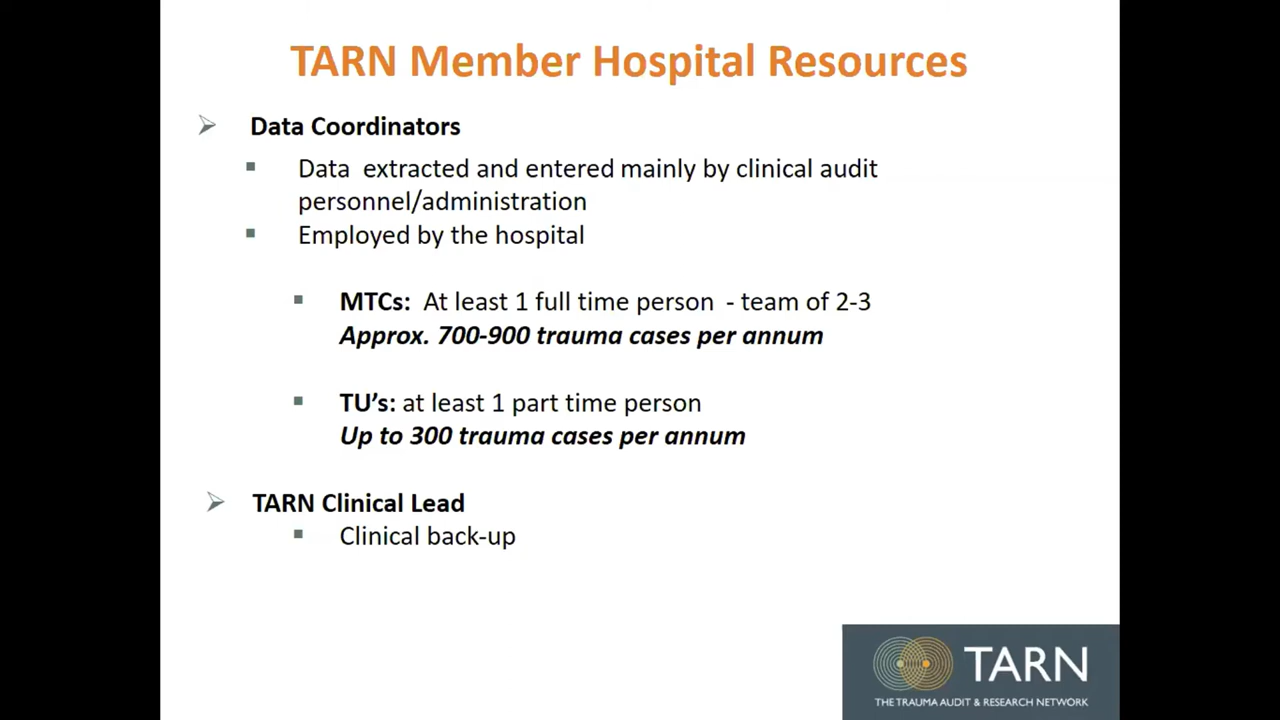 TARN Member Hospital Resources
Data Coordinators
Data extracted and entered mainly by clinical audit
personnel/administration
Employed by the hospital
MTCs: At least 1 full time person - team of 2-3
Approx. 700-900 trauma cases per annum
TU’s: at least 1 part time person
Up to 300 trauma cases per annum
TARN Clinical Lead
Clinical back-up
TARN
THE TRAUMA AUDIT & RESEARCH NETWORK